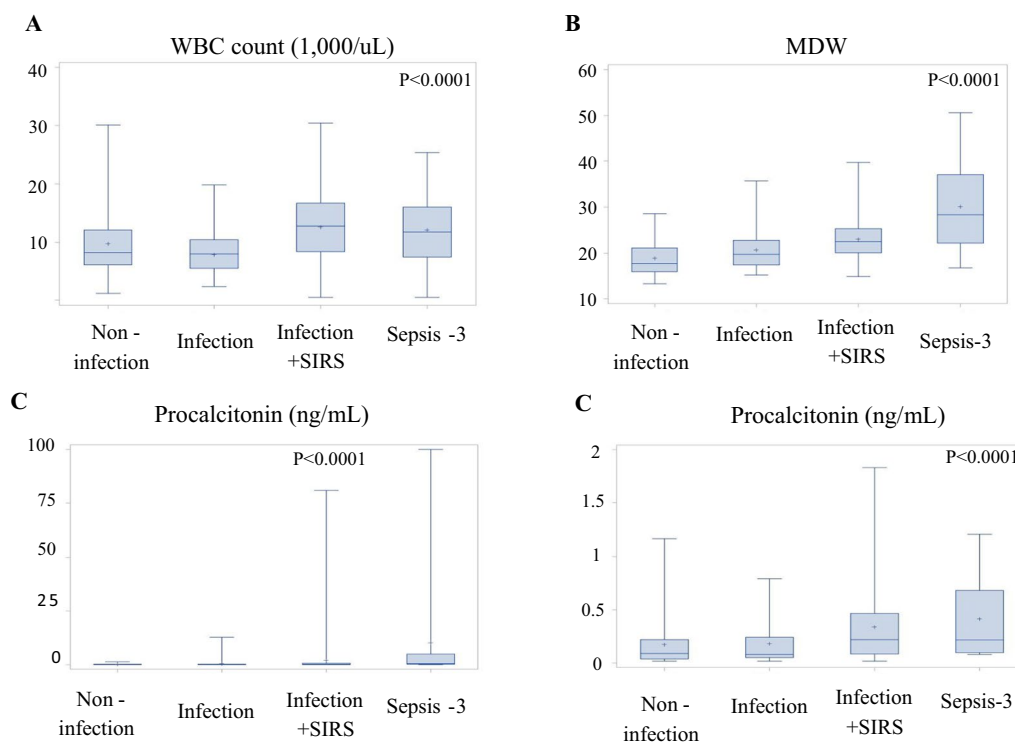 A
WBC count (1,000/uL)
P<0.0001
40
30
20
10
Non -
infection
Infection
Infection
+SIRS
Sepsis -3
B
MDW
P<0.0001
60
50
40
30
20
10
Non -
infection
Infection
Infection
+SIRS
Sepsis-3
C
Procalcitonin (ng/mL)
P<0.0001
100
75
50
25
0
Non -
infection
Infection
Infection
+SIRS
Sepsis -3
C
Procalcitonin (ng/mL)
P<0.0001
2
1.5
1
0.5
0
Non -
infection
Infection
Infection
+SIRS
Sepsis-3